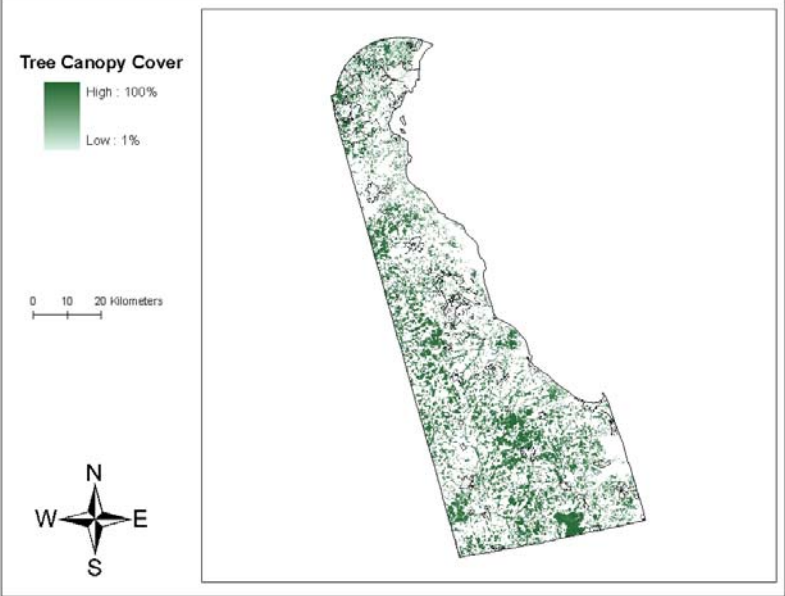 Tree Canopy Cover
High : 100%
Low : 1%
0 10 20 Kilometers
N
W E
S